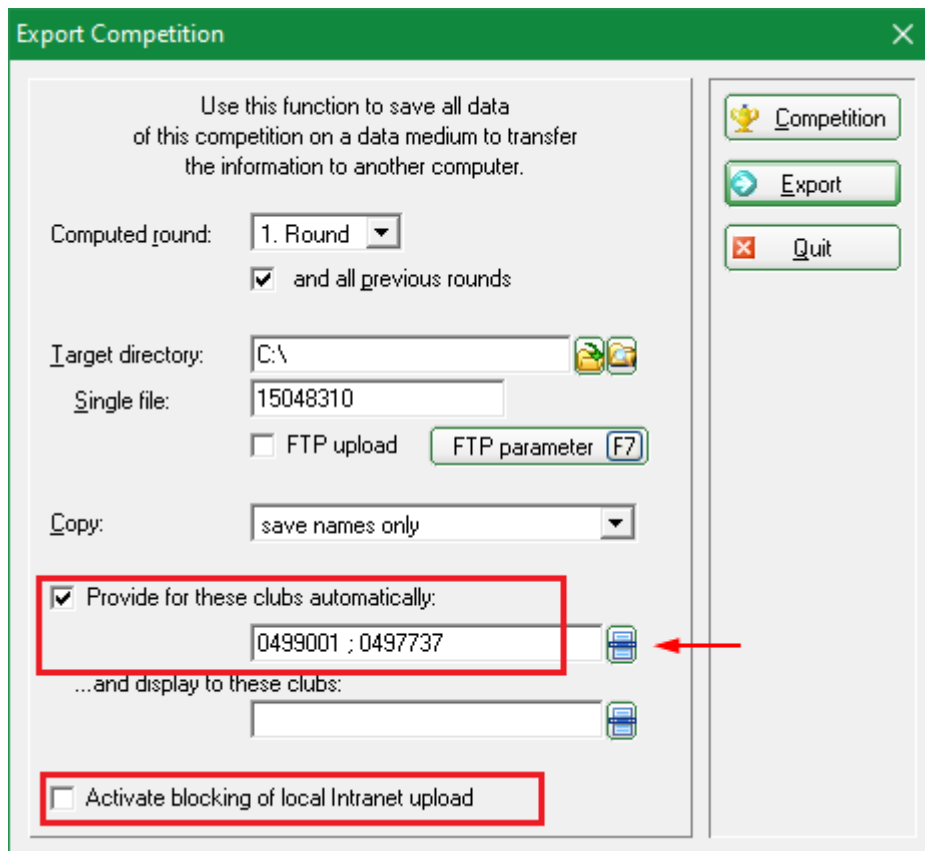 Export Competition
Use this function to save all data
of this competition on a data medium to transfer
the information to another computer.
Computed round:
1. Round
and all previous rounds
Target directory:
C:\
Single file:
15048310
FTP upload
FTP parameter F7
Copy:
save names only
Provide for these clubs automatically:
0499001 ; 0497737
...and display to these clubs:
Activate blocking of local Intranet upload
Competition
Export
Quit